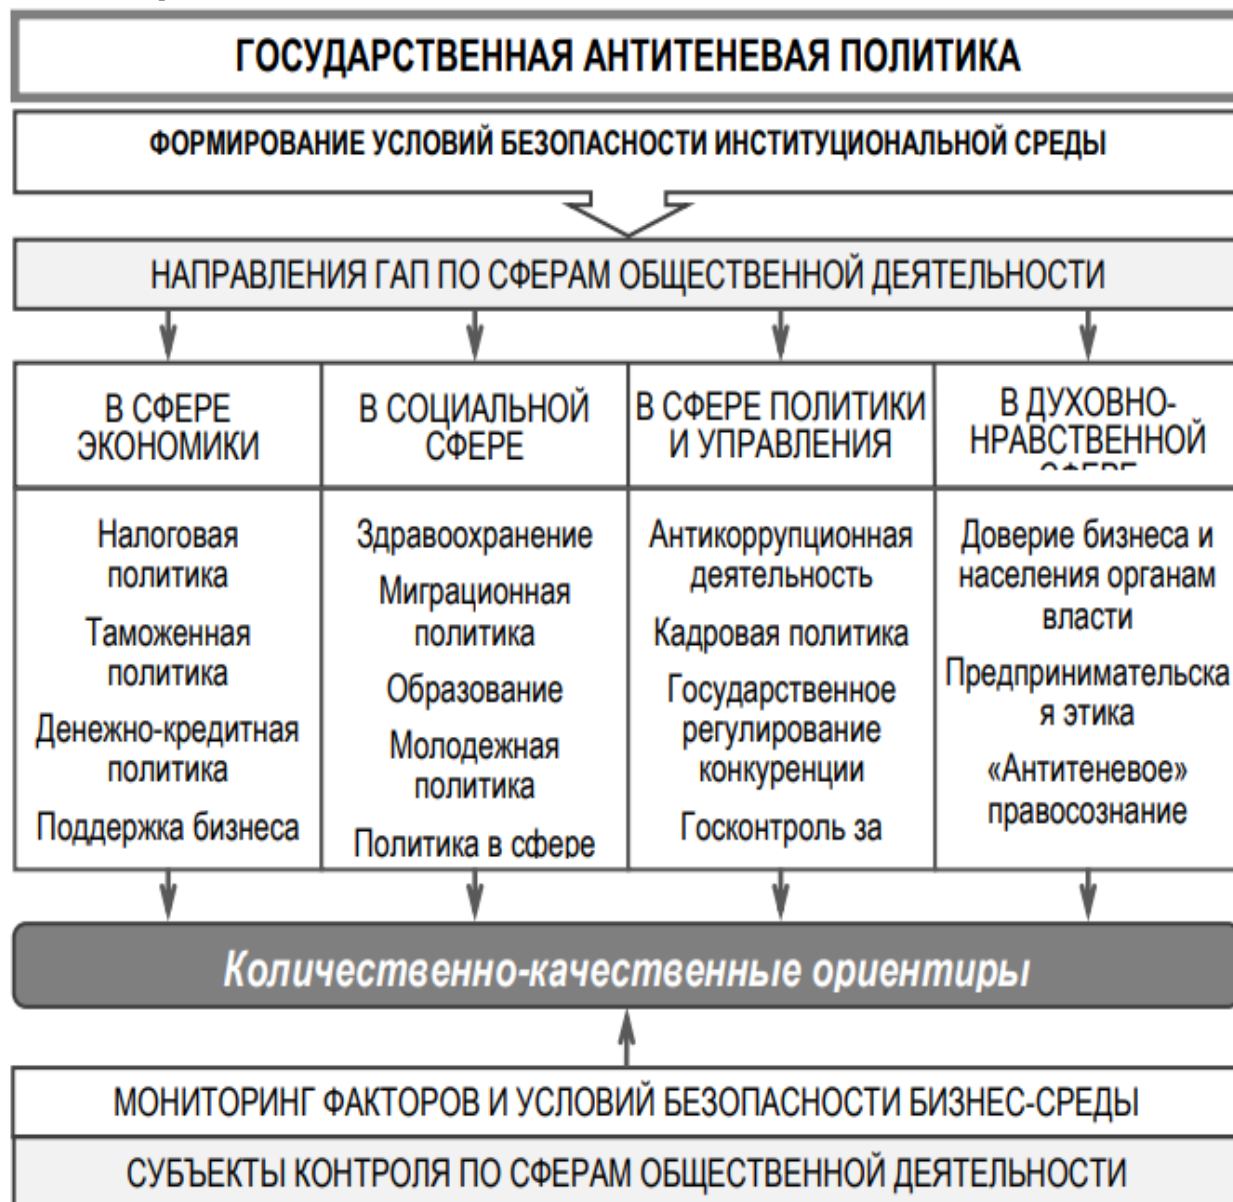 ГОСУДАРСТВЕННАЯ АНТИТЕНЕВАЯ ПОЛИТИКА
ФОРМИРОВАНИЕ УСЛОВИЙ БЕЗОПАСНОСТИ ИНСТИТУЦИОНАЛЬНОЙ СРЕДЫ
НАПРАВЛЕНИЯ ГАП ПО СФЕРАМ ОБЩЕСТВЕННОЙ ДЕЯТЕЛЬНОСТИ
В СФЕРЕ
ЭКОНОМИКИ
Налоговая
политика
Таможенная
политика
Денежно-кредитная
политика
Поддержка бизнеса
В СОЦИАЛЬНОЙ
СФЕРЕ
Здравоохранение
Миграционная
политика
Образование
Молодежная
политика
Политика в сфере
В СФЕРЕ ПОЛИТИКИ
И УПРАВЛЕНИЯ
Антикоррупционная
деятельность
Кадровая политика
Государственное
регулирование
конкуренции
Госконтроль за
В ДУХОВНО-
НРАВСТВЕННОЙ
Доверие бизнеса и
населения органам
власти
Предпринимательска
я этика
«Антитеневое»
правосознание
Количественно-качественные ориентиры
МОНИТОРИНГ ФАКТОРОВ И УСЛОВИЙ БЕЗОПАСНОСТИ БИЗНЕС-СРЕДЫ
СУБЪЕКТЫ КОНТРОЛЯ ПО СФЕРАМ ОБЩЕСТВЕННОЙ ДЕЯТЕЛЬНОСТИ